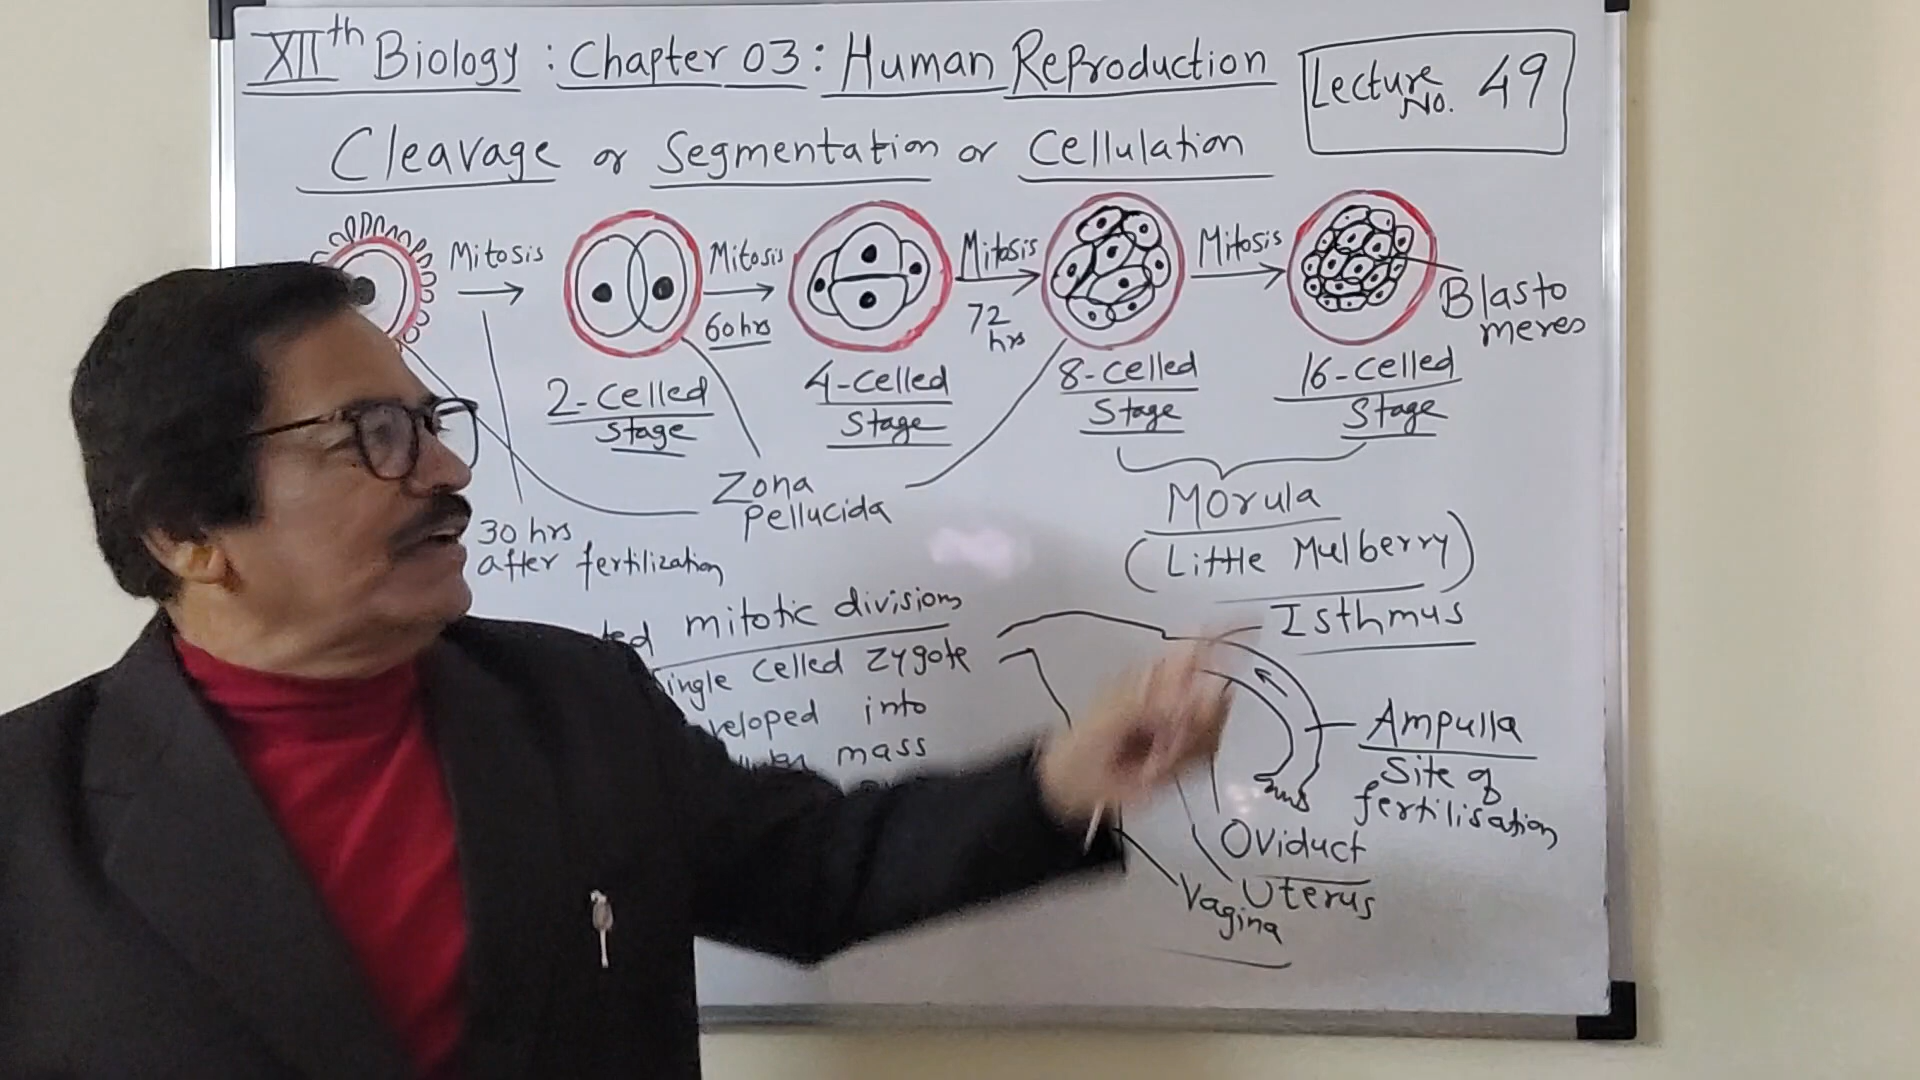 XIIth Biology : Chapter 03 : Human Reproduction
Lecture No. 49
Cleavage or Segmentation or Cellulation
Mitosis
Mitosis
60 hrs
Mitosis
72 hrs
Mitosis
Blasto
meres
2-celled
stage
4-celled
Stage
8-celled
Stage
16-celled
Stage
Zona
Pellucida
30 hrs
after fertilization
Morula
(Little Mulberry)
mitotic divisions
single celled zygote
into
mass
Isthmus
Ampulla
Site of
fertilisation
Oviduct
Uterus
Vagina